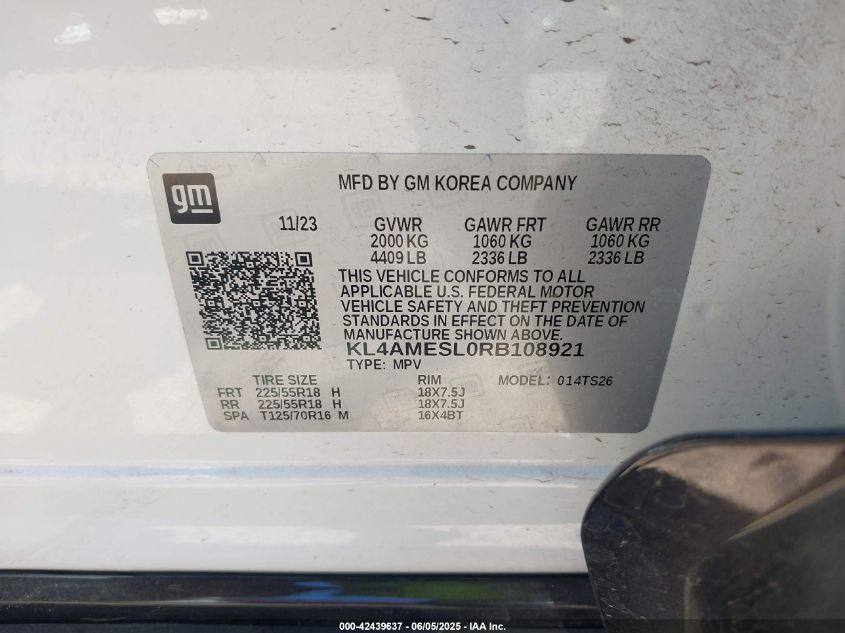 gm
MFD BY GM KOREA COMPANY
11/23 GVWR GAWR FRT GAWR RR
2000 KG 1060 KG 1060 KG
4409 LB 2336 LB 2336 LB
THIS VEHICLE CONFORMS TO ALL
APPLICABLE U.S. FEDERAL MOTOR
VEHICLE SAFETY AND THEFT PREVENTION
STANDARDS IN EFFECT ON THE DATE OF
MANUFACTURE SHOWN ABOVE.
KL4AMESL0RB108921
TYPE: MPV
TIRE SIZE RIM MODEL: 014TS26
FRT 225/55R18 H 18X7.5J
RR 225/55R18 H 18X7.5J
SPA T125/70R16 M 16X4BT
000-42439637 - 06/05/2025 - IAA Inc.